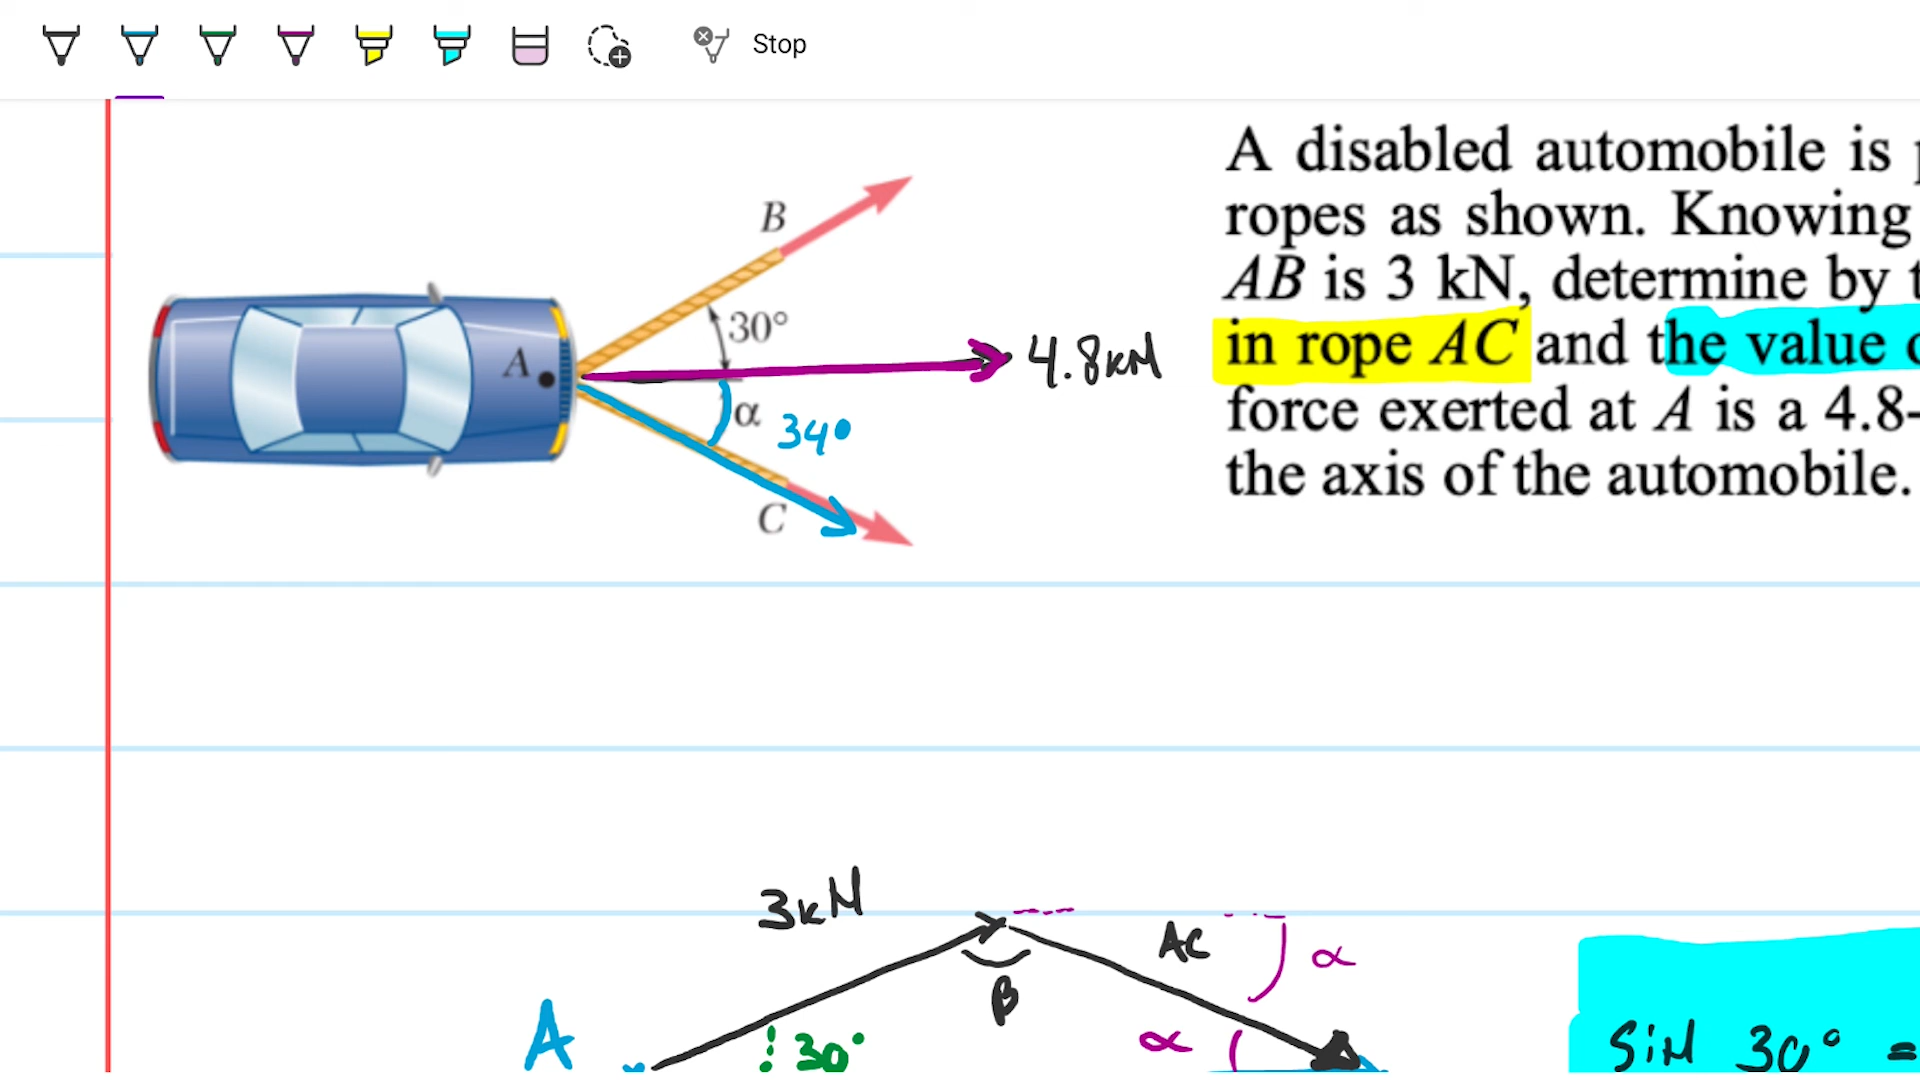 Stop
A disabled automobile is
ropes as shown. Knowing
AB is 3 kN, determine by
in rope AC and the value
force exerted at A is a 4.8-
the axis of the automobile.
B
30°
A
4.8kN
α 34°
C
3kN
AC
α
β
A
30°
α
SiN 30° =